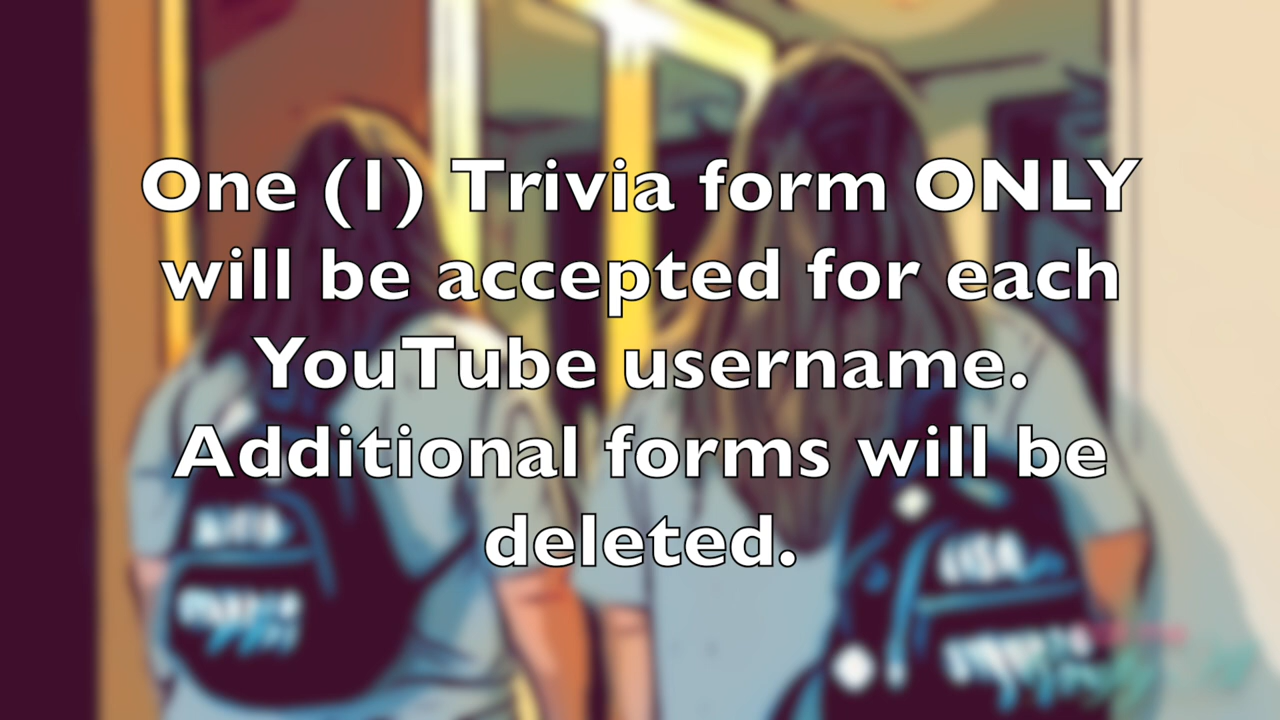 One (1) Trivia form ONLY
will be accepted for each
YouTube username.
Additional forms will be
deleted.